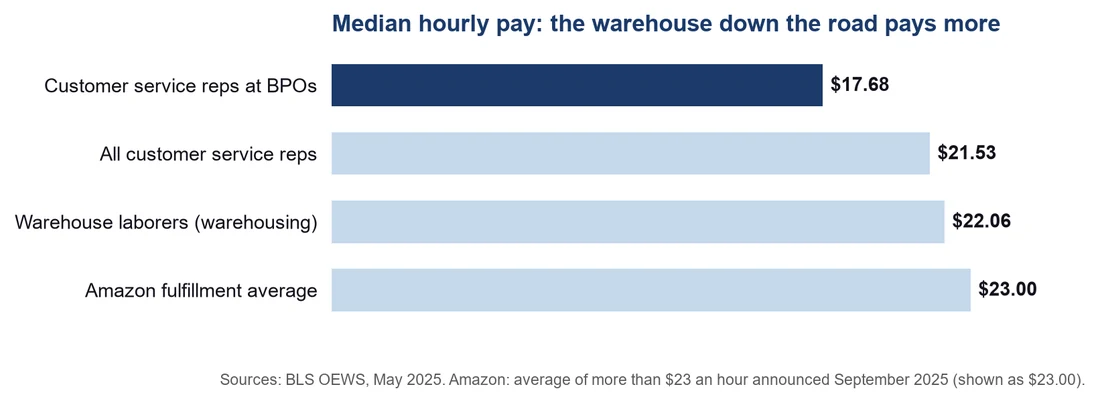 Median hourly pay: the warehouse down the road pays more
Customer service reps at BPOs $17.68
All customer service reps $21.53
Warehouse laborers (warehousing) $22.06
Amazon fulfillment average $23.00
Sources: BLS OEWS, May 2025. Amazon: average of more than $23 an hour announced September 2025 (shown as $23.00).